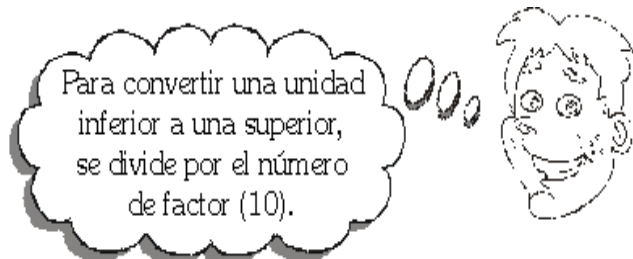 Para convertir una unidad
inferior a una superior,
se divide por el número
de factor (10).